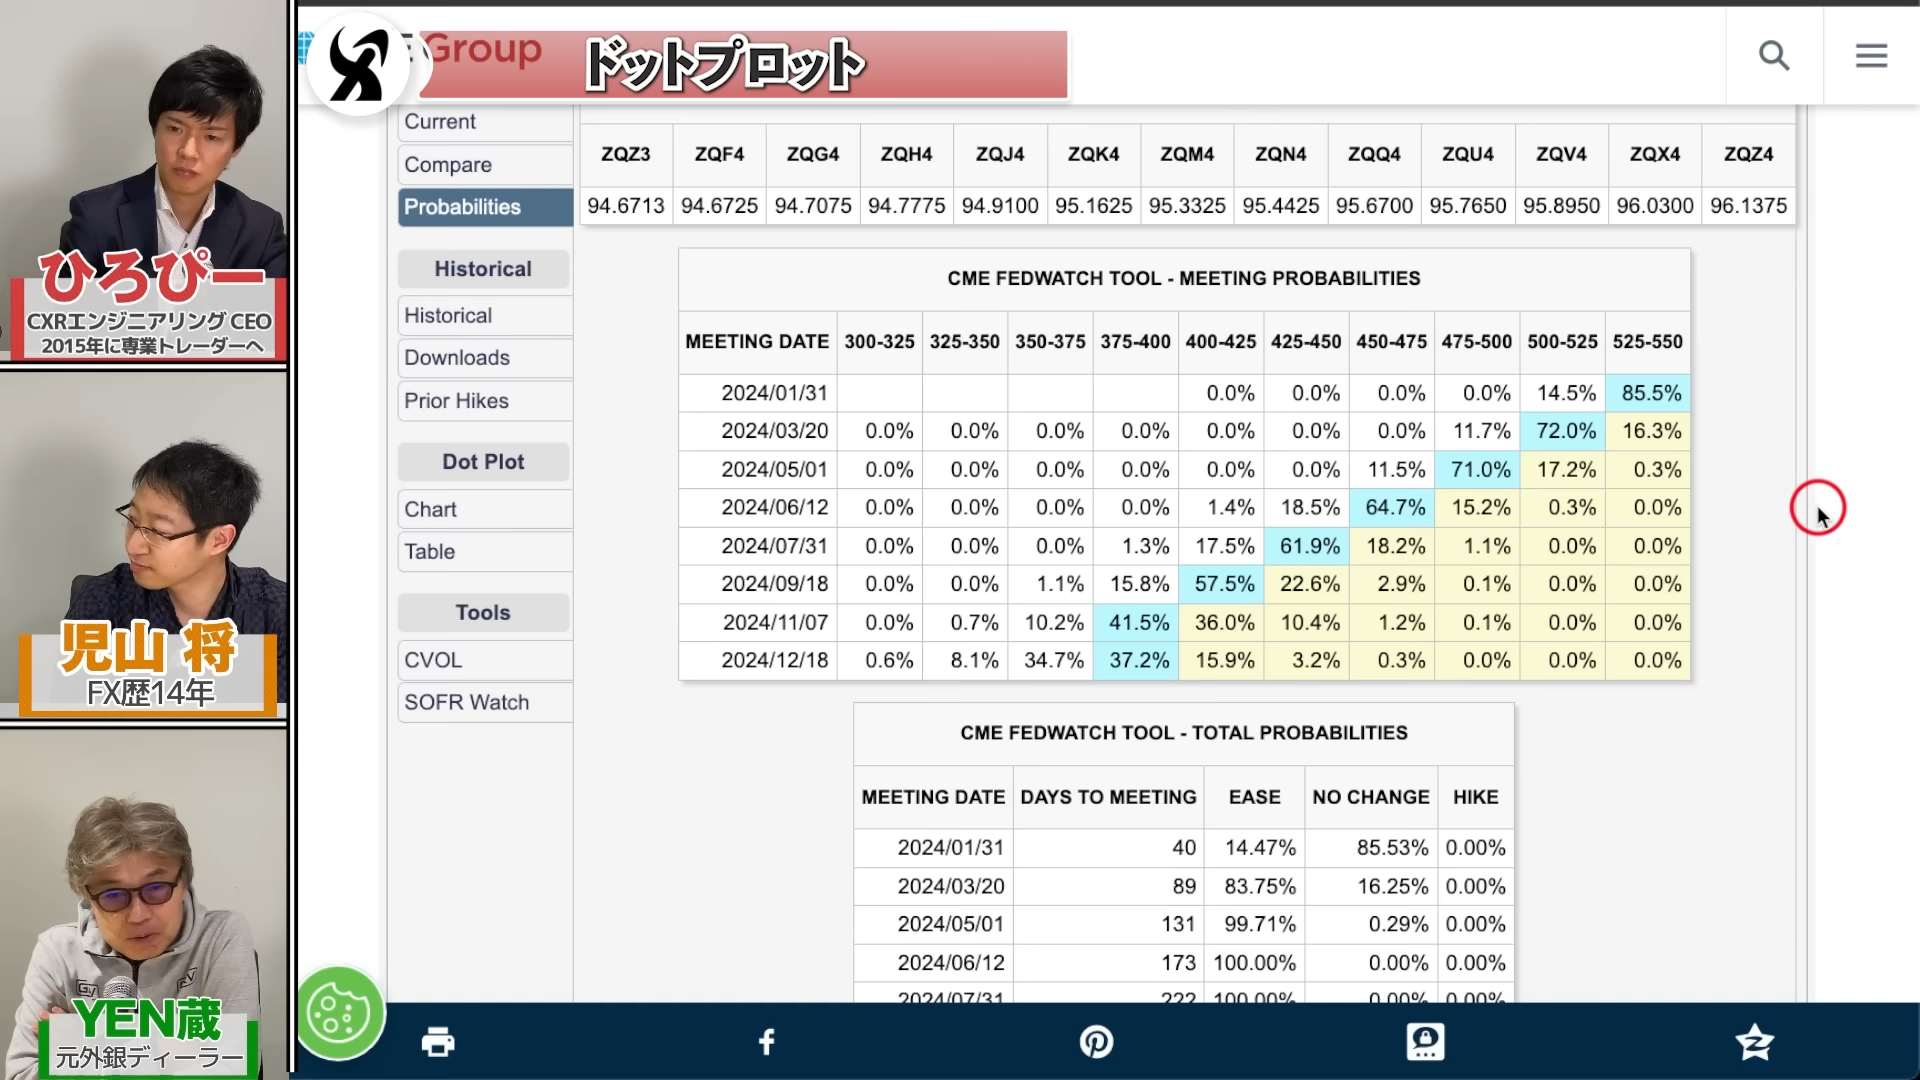 E Group
ドットプロット
ひろぴー
CXRエンジニアリング CEO
2015年に専業トレーダーへ
児山 将
FX歴14年
YEN蔵
元外銀ディーラー
Current
Compare
Probabilities
Historical
Historical
Downloads
Prior Hikes
Dot Plot
Chart
Table
Tools
CVOL
SOFR Watch
ZQZ3 ZQF4 ZQG4 ZQH4 ZQJ4 ZQK4 ZQM4 ZQN4 ZQQ4 ZQU4 ZQV4 ZQX4 ZQZ4
94.6713 94.6725 94.7075 94.7775 94.9100 95.1625 95.3325 95.4425 95.6700 95.7650 95.8950 96.0300 96.1375
CME FEDWATCH TOOL - MEETING PROBABILITIES
MEETING DATE 300-325 325-350 350-375 375-400 400-425 425-450 450-475 475-500 500-525 525-550
2024/01/31 0.0% 0.0% 0.0% 0.0% 14.5% 85.5%
2024/03/20 0.0% 0.0% 0.0% 0.0% 0.0% 0.0% 0.0% 11.7% 72.0% 16.3%
2024/05/01 0.0% 0.0% 0.0% 0.0% 0.0% 0.0% 11.5% 71.0% 17.2% 0.3%
2024/06/12 0.0% 0.0% 0.0% 0.0% 1.4% 18.5% 64.7% 15.2% 0.3% 0.0%
2024/07/31 0.0% 0.0% 0.0% 1.3% 17.5% 61.9% 18.2% 1.1% 0.0% 0.0%
2024/09/18 0.0% 0.0% 1.1% 15.8% 57.5% 22.6% 2.9% 0.1% 0.0% 0.0%
2024/11/07 0.0% 0.7% 10.2% 41.5% 36.0% 10.4% 1.2% 0.1% 0.0% 0.0%
2024/12/18 0.6% 8.1% 34.7% 37.2% 15.9% 3.2% 0.3% 0.0% 0.0% 0.0%
CME FEDWATCH TOOL - TOTAL PROBABILITIES
MEETING DATE DAYS TO MEETING EASE NO CHANGE HIKE
2024/01/31 40 14.47% 85.53% 0.00%
2024/03/20 89 83.75% 16.25% 0.00%
2024/05/01 131 99.71% 0.29% 0.00%
2024/06/12 173 100.00% 0.00% 0.00%
2024/07/31 222 100.00% 0.00% 0.00%